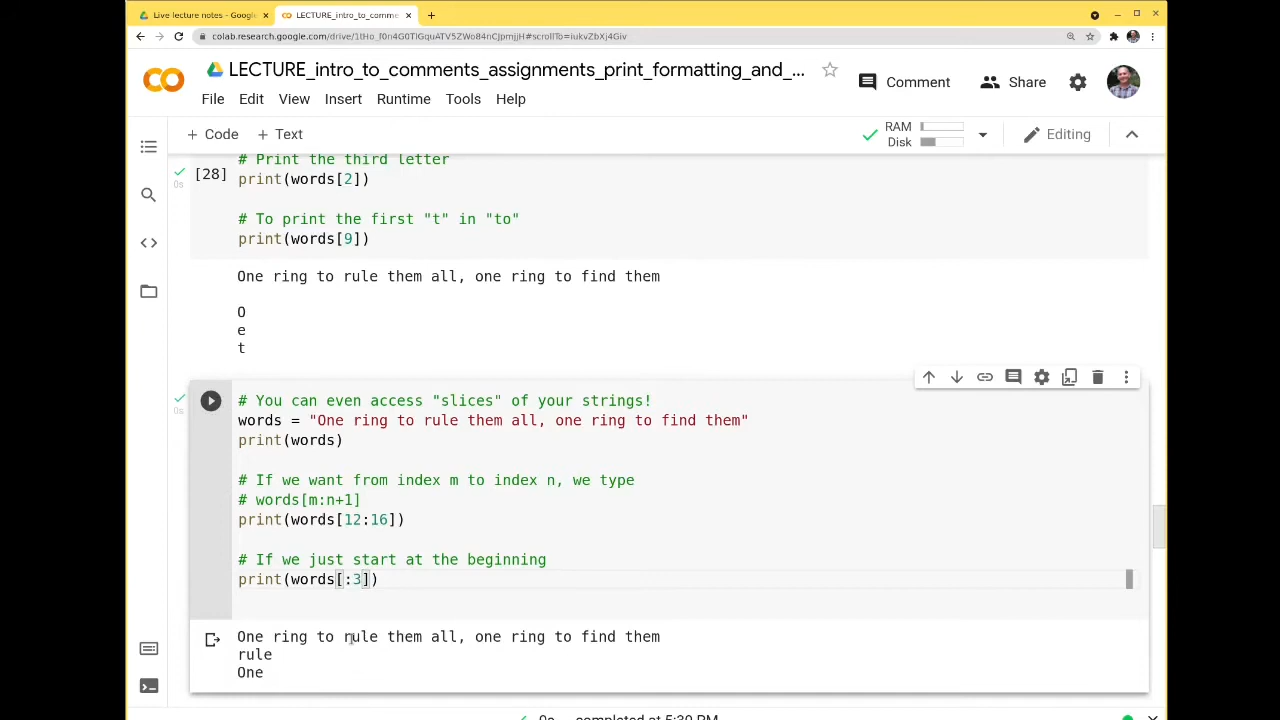 Live lecture notes - Google
LECTURE_intro_to_comme
colab.research.google.com/drive/1tHo_f0n4G0TIGquATV5ZWo84nCJpmjjH#scrollTo=iukvZbXj4Giv
LECTURE_intro_to_comments_assignments_print_formatting_and_...
Comment
Share
File Edit View Insert Runtime Tools Help
+ Code + Text
RAM
Disk
Editing
# Print the third letter
[28]
0s
print(words[2])
# To print the first "t" in "to"
print(words[9])
One ring to rule them all, one ring to find them
O
e
t
0s
# You can even access "slices" of your strings!
words = "One ring to rule them all, one ring to find them"
print(words)
# If we want from index m to index n, we type
# words[m:n+1]
print(words[12:16])
# If we just start at the beginning
print(words[:3])
One ring to rule them all, one ring to find them
rule
One
0s completed at 5:30 PM